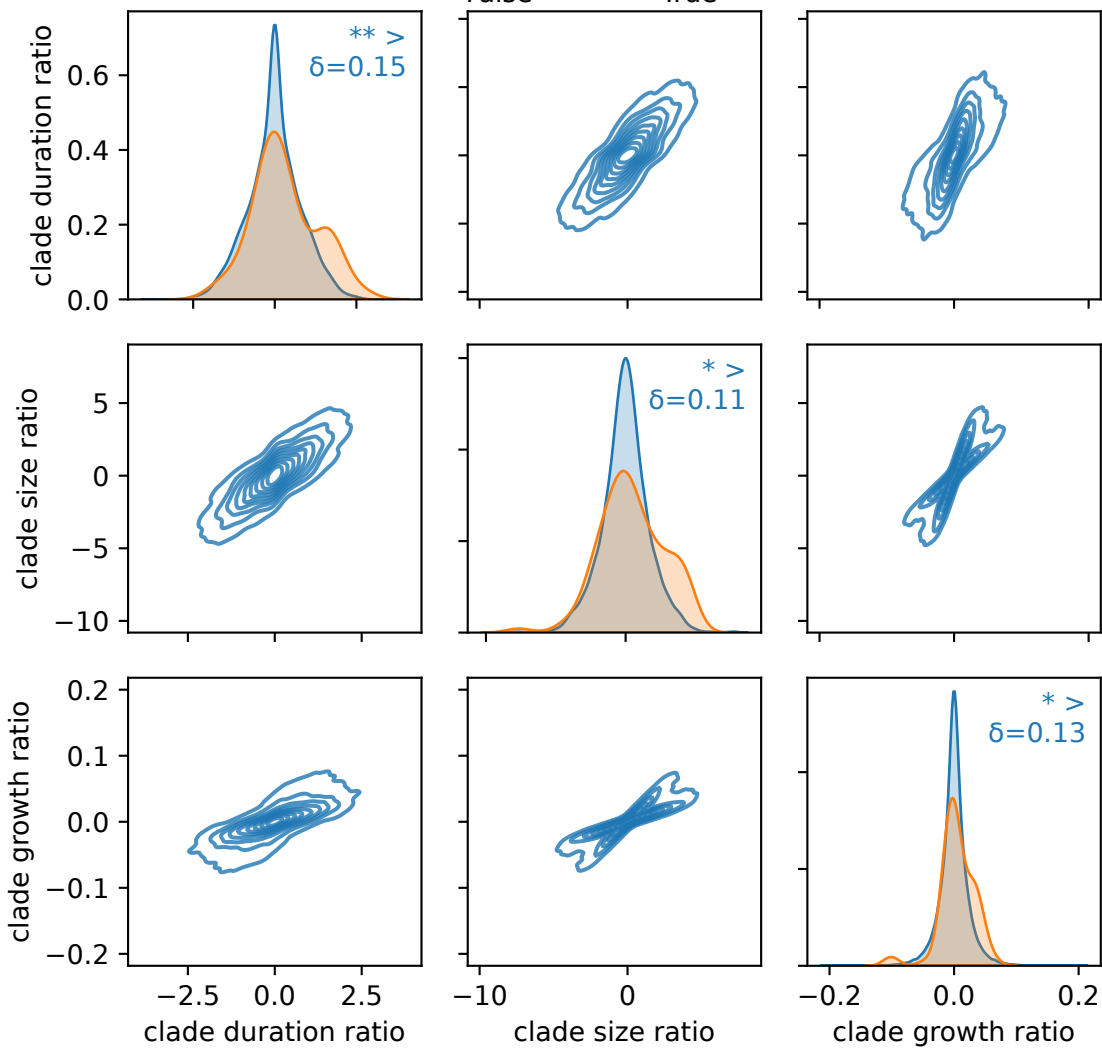 False True
clade duration ratio
0.6
0.4
0.2
0.0
** >
δ=0.15
clade size ratio
5
0
−5
−10
* >
δ=0.11
clade growth ratio
0.2
0.1
0.0
−0.1
−0.2
* >
δ=0.13
−2.5 0.0 2.5
−10 0
−0.2 0.0 0.2
clade duration ratio
clade size ratio
clade growth ratio